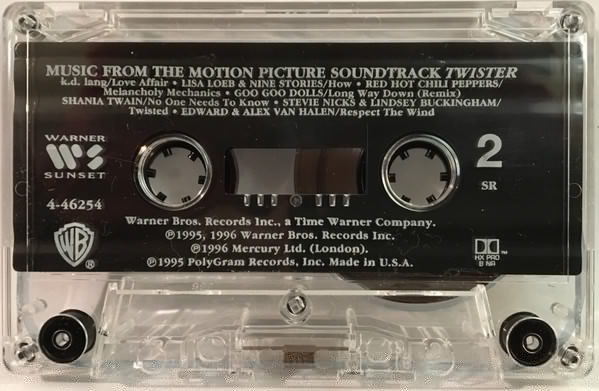 MUSIC FROM THE MOTION PICTURE SOUNDTRACK TWISTER
k.d. lang/Love Affair • LISA LOEB & NINE STORIES/How • RED HOT CHILI PEPPERS/
Melancholy Mechanics • GOO GOO DOLLS/Long Way Down (Remix)
SHANIA TWAIN/No One Needs To Know • STEVIE NICKS & LINDSEY BUCKINGHAM/
Twisted • EDWARD & ALEX VAN HALEN/Respect The Wind
WARNER
WS
SUNSET
2
SR
4-46254
Warner Bros. Records Inc., a Time Warner Company.
℗1995, 1996 Warner Bros. Records Inc.
℗1996 Mercury Ltd. (London).
℗1995 PolyGram Records, Inc. Made in U.S.A.
WB
®
HX PRO
B NR